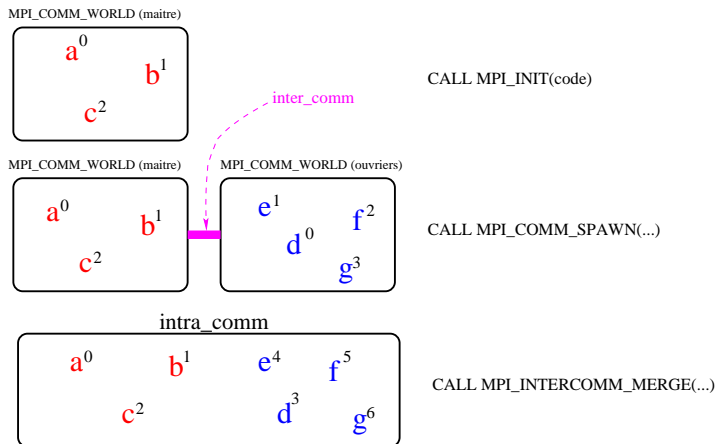 MPI_COMM_WORLD (maitre)
a0
b1
c2
inter_comm
CALL MPI_INIT(code)
MPI_COMM_WORLD (maitre)
MPI_COMM_WORLD (ouvriers)
a0
b1
c2
e1
f2
d0
g3
CALL MPI_COMM_SPAWN(...)
intra_comm
a0
b1
c2
e4
f5
d3
g6
CALL MPI_INTERCOMM_MERGE(...)